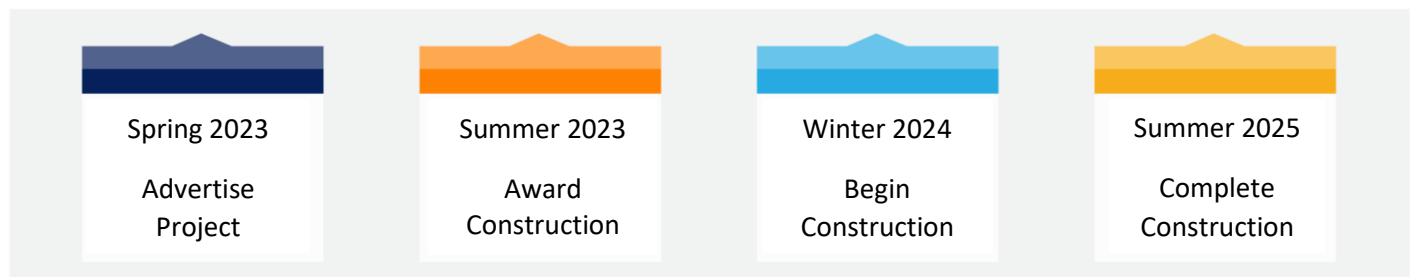 Spring 2023
Advertise
Project
Summer 2023
Award
Construction
Winter 2024
Begin
Construction
Summer 2025
Complete
Construction